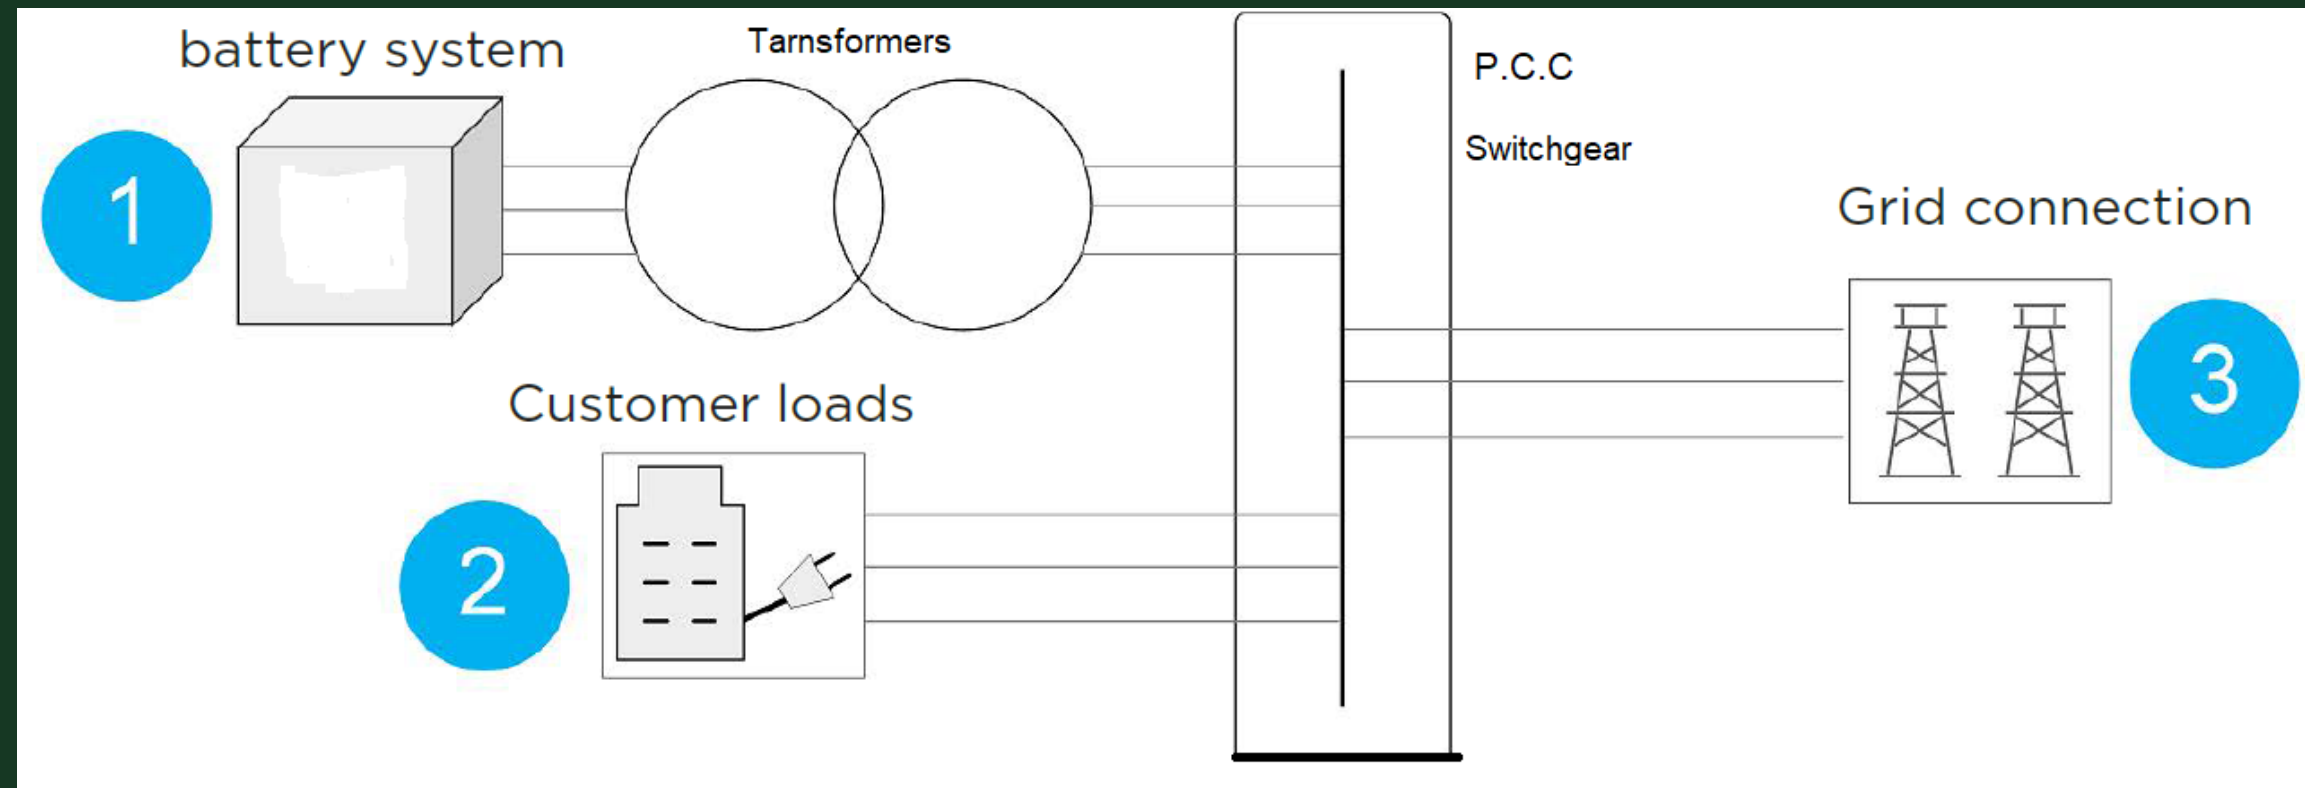 battery system
Tarnsformers
P.C.C
Switchgear
1
Grid connection
3
Customer loads
2